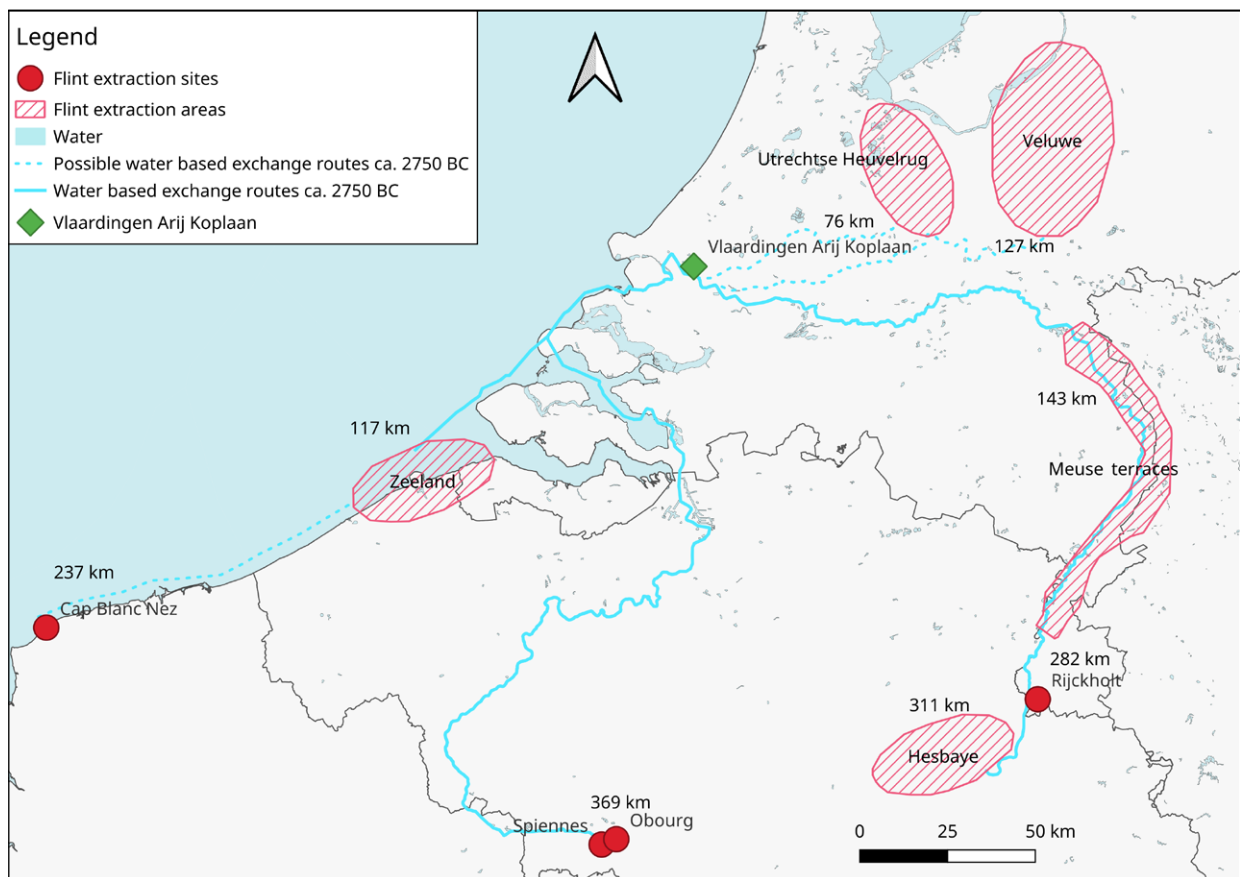 Legend
Flint extraction sites
Flint extraction areas
Water
Possible water based exchange routes ca. 2750 BC
Water based exchange routes ca. 2750 BC
Vlaardingen Arij Koplaan
Veluwe
Utrechtse Heuvelrug
76 km
Vlaardingen Arij Koplaan
127 km
143 km
117 km
Meuse terraces
Zeeland
237 km
Cap Blanc Nez
282 km
Rijckholt
311 km
Hesbaye
369 km
Spiennes
Obourg
0 25 50 km